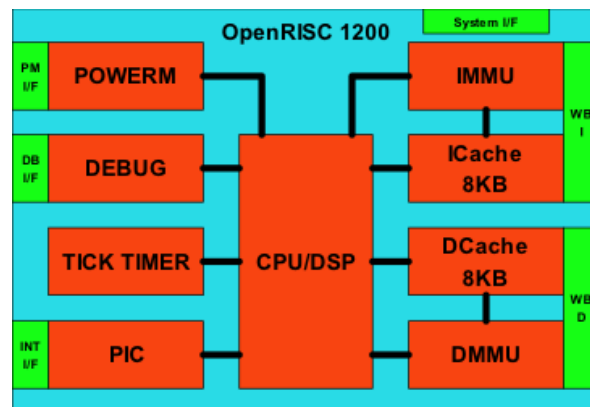 System I/F
OpenRISC 1200
PM
I/F
POWERM
IMMU
WB
I
DB
I/F
DEBUG
ICache
8KB
TICK TIMER
CPU/DSP
DCache
8KB
WB
D
INT
I/F
PIC
DMMU